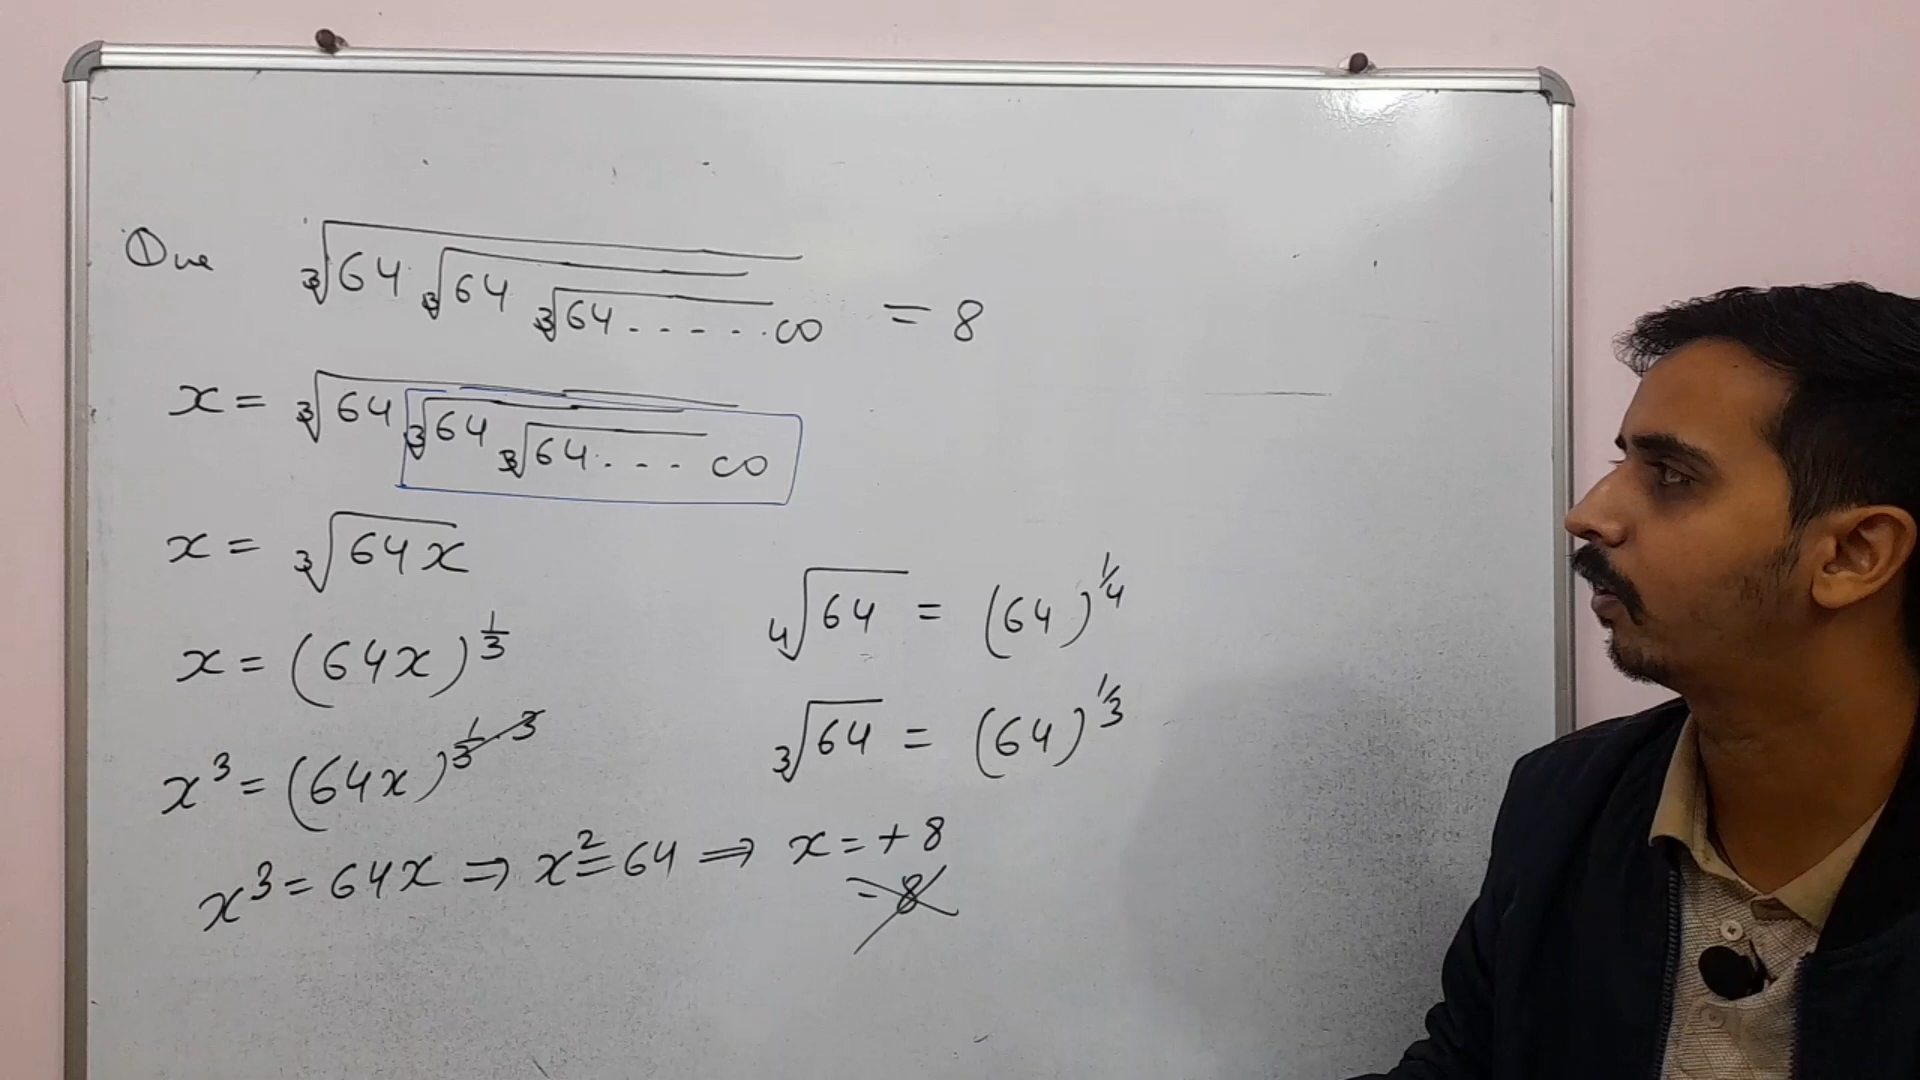 Que ∛64 ∛64 ∛64.....∞ = 8
x = ∛64 ∛64 ∛64....∞
x = ∛64x
x = (64x)^1/3
x³ = (64x)^1/3·3
x³ = 64x ⇒ x² = 64 ⇒ x = +8
-8
∜64 = (64)^1/4
∛64 = (64)^1/3